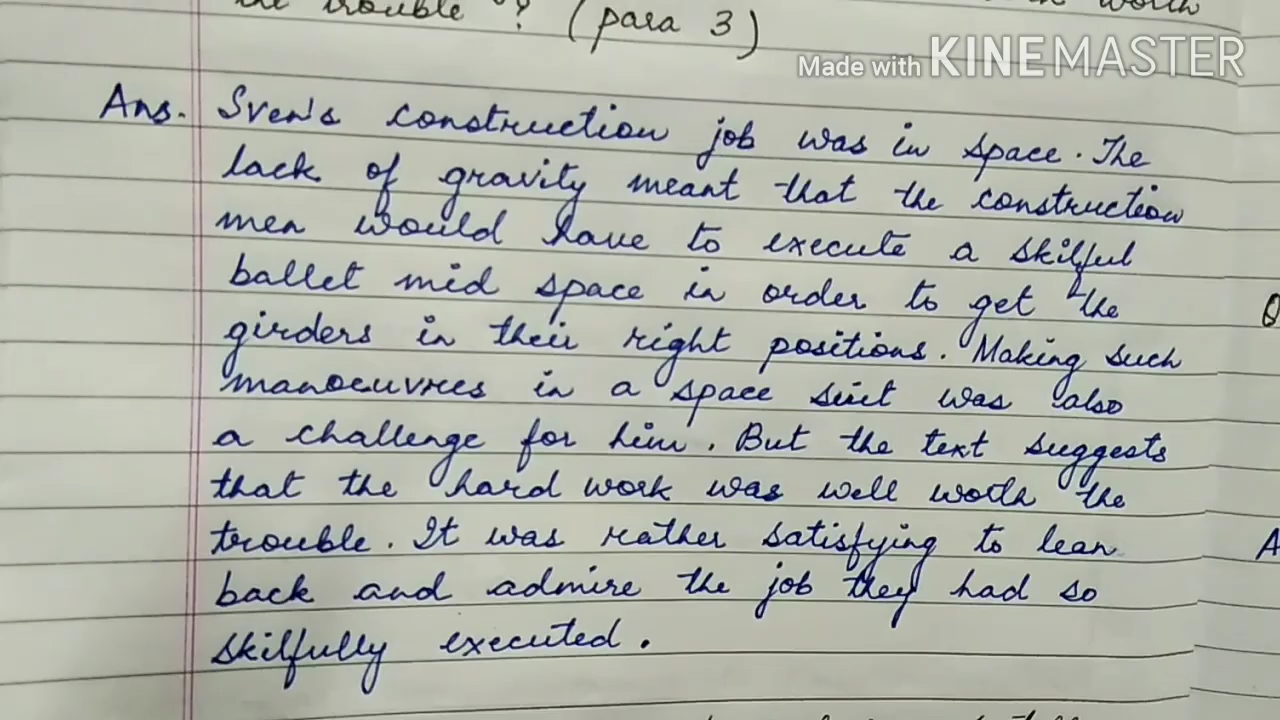 the trouble"? (para 3)
worth
Made with KINEMASTER
Ans. Sven's construction job was in space. The
lack of gravity meant that the construction
men would have to execute a skilful
ballet mid space in order to get the
girders in their right positions. Making such
manoeuvres in a space suit was also
a challenge for him. But the text suggests
that the hard work was well worth the
trouble. It was rather satisfying to lean
back and admire the job they had so
skilfully executed.
Q
A